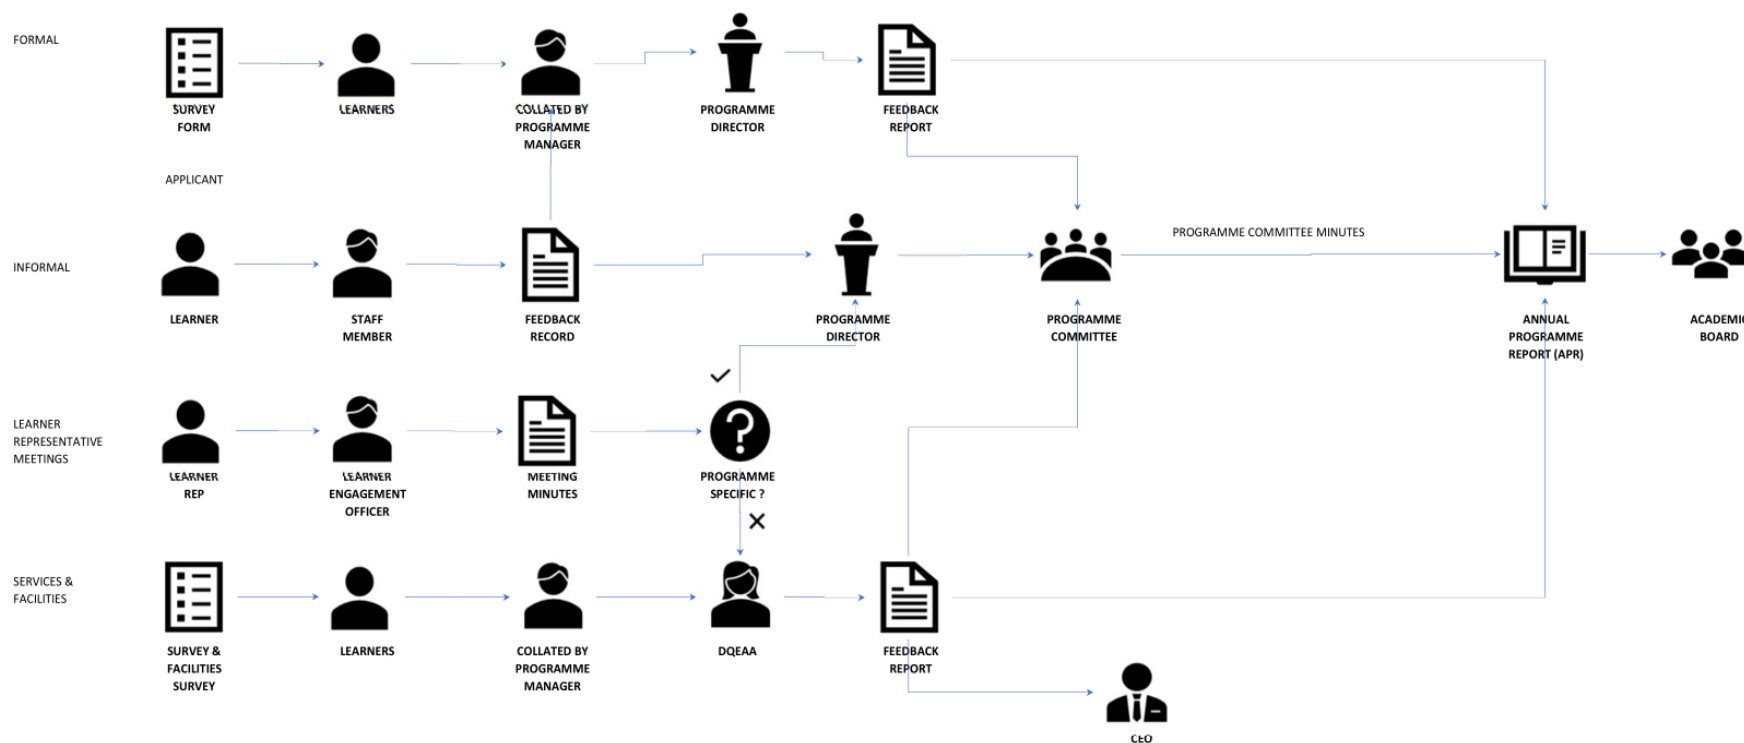 FORMAL
SURVEY
FORM
LEARNERS
COLLATED BY
PROGRAMME
MANAGER
PROGRAMME
DIRECTOR
FEEDBACK
REPORT
APPLICANT
INFORMAL
LEARNER
STAFF
MEMBER
FEEDBACK
RECORD
PROGRAMME
DIRECTOR
PROGRAMME
COMMITTEE
PROGRAMME COMMITTEE MINUTES
ANNUAL
PROGRAMME
REPORT (APR)
ACADEMIC
BOARD
LEARNER
REPRESENTATIVE
MEETINGS
LEARNER
REP
LEARNER
ENGAGEMENT
OFFICER
MEETING
MINUTES
PROGRAMME
SPECIFIC ?
SERVICES &
FACILITIES
SURVEY &
FACILITIES
SURVEY
LEARNERS
COLLATED BY
PROGRAMME
MANAGER
DQEAA
FEEDBACK
REPORT
CEO